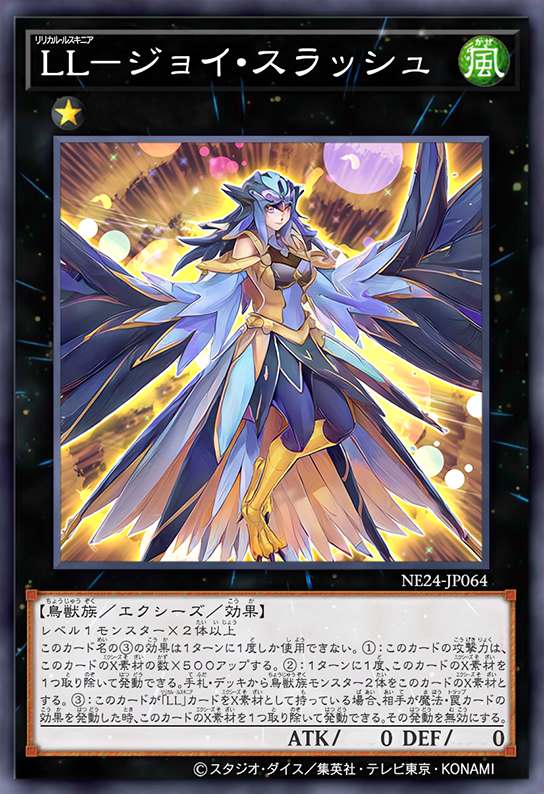 リリカル・ルスキニア
LL－ジョイ・スラッシュ
かぜ
風
NE24-JP064
【鳥獣族／エクシーズ／効果】
レベル１モンスター×２体以上
このカード名の③の効果は１ターンに１度しか使用できない。①：このカードの攻撃力は、
このカードのX素材の数×５００アップする。②：１ターンに１度、このカードのX素材を
１つ取り除いて発動できる。手札・デッキから鳥獣族モンスター２体をこのカードのX素材と
する。③：このカードが「LL」カードをX素材として持っている場合、相手が魔法・罠カードの
効果を発動した時、このカードのX素材を１つ取り除いて発動できる。その発動を無効にする。
ATK/ 0 DEF/ 0
©スタジオ・ダイス／集英社・テレビ東京・KONAMI